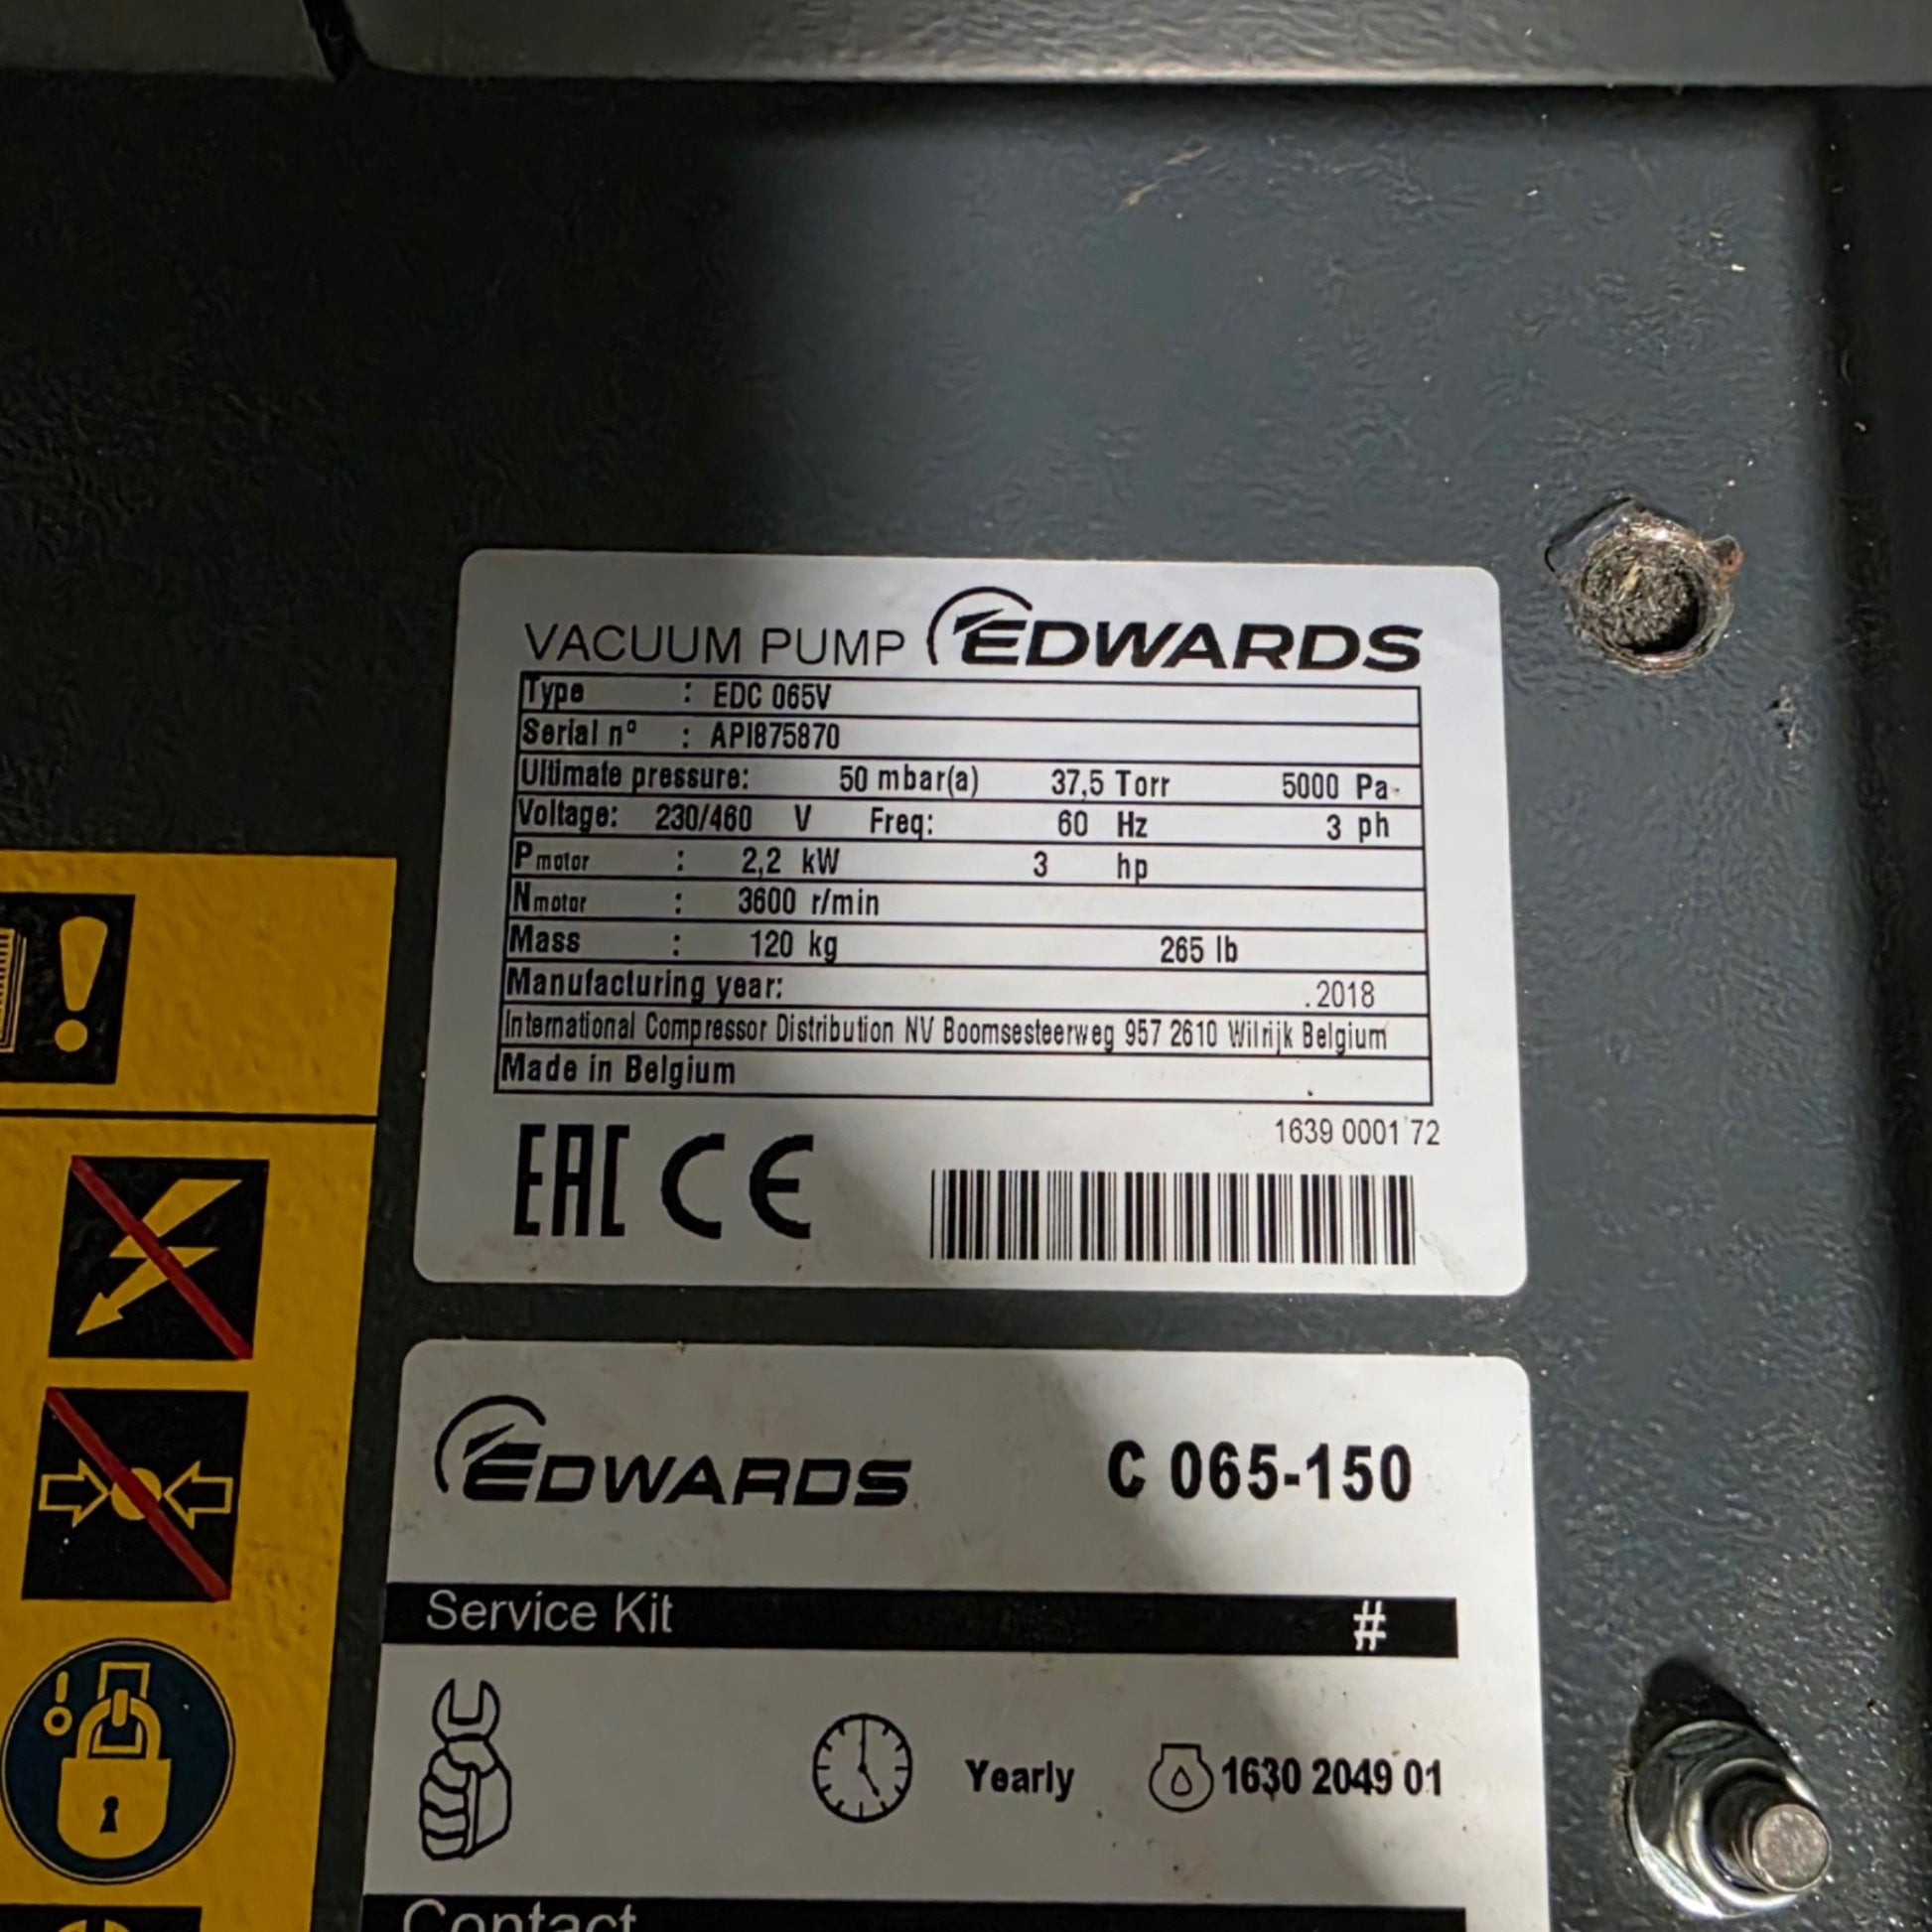 VACUUM PUMP EDWARDS
Type : EDC 065V
Serial nº : API875870
Ultimate pressure: 50 mbar(a) 37,5 Torr 5000 Pa
Voltage: 230/460 V Freq: 60 Hz 3 ph
Pmotor : 2,2 kW 3 hp
Nmotor : 3600 r/min
Mass : 120 kg 265 lb
Manufacturing year: .2018
International Compressor Distribution NV Boomsesteerweg 957 2610 Wilrijk Belgium
Made in Belgium
1639 0001 72
EAC CE
EDWARDS C 065-150
Service Kit #
Yearly 1630 2049 01
Contact